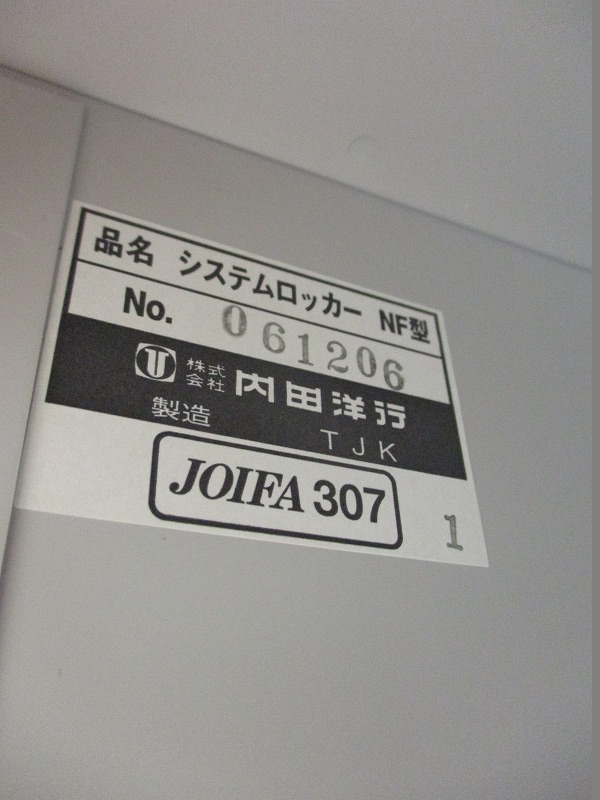 品名 システムロッカー NF型
No. 061206
株式会社 内田洋行
製造 TJK
JOIFA 307
1